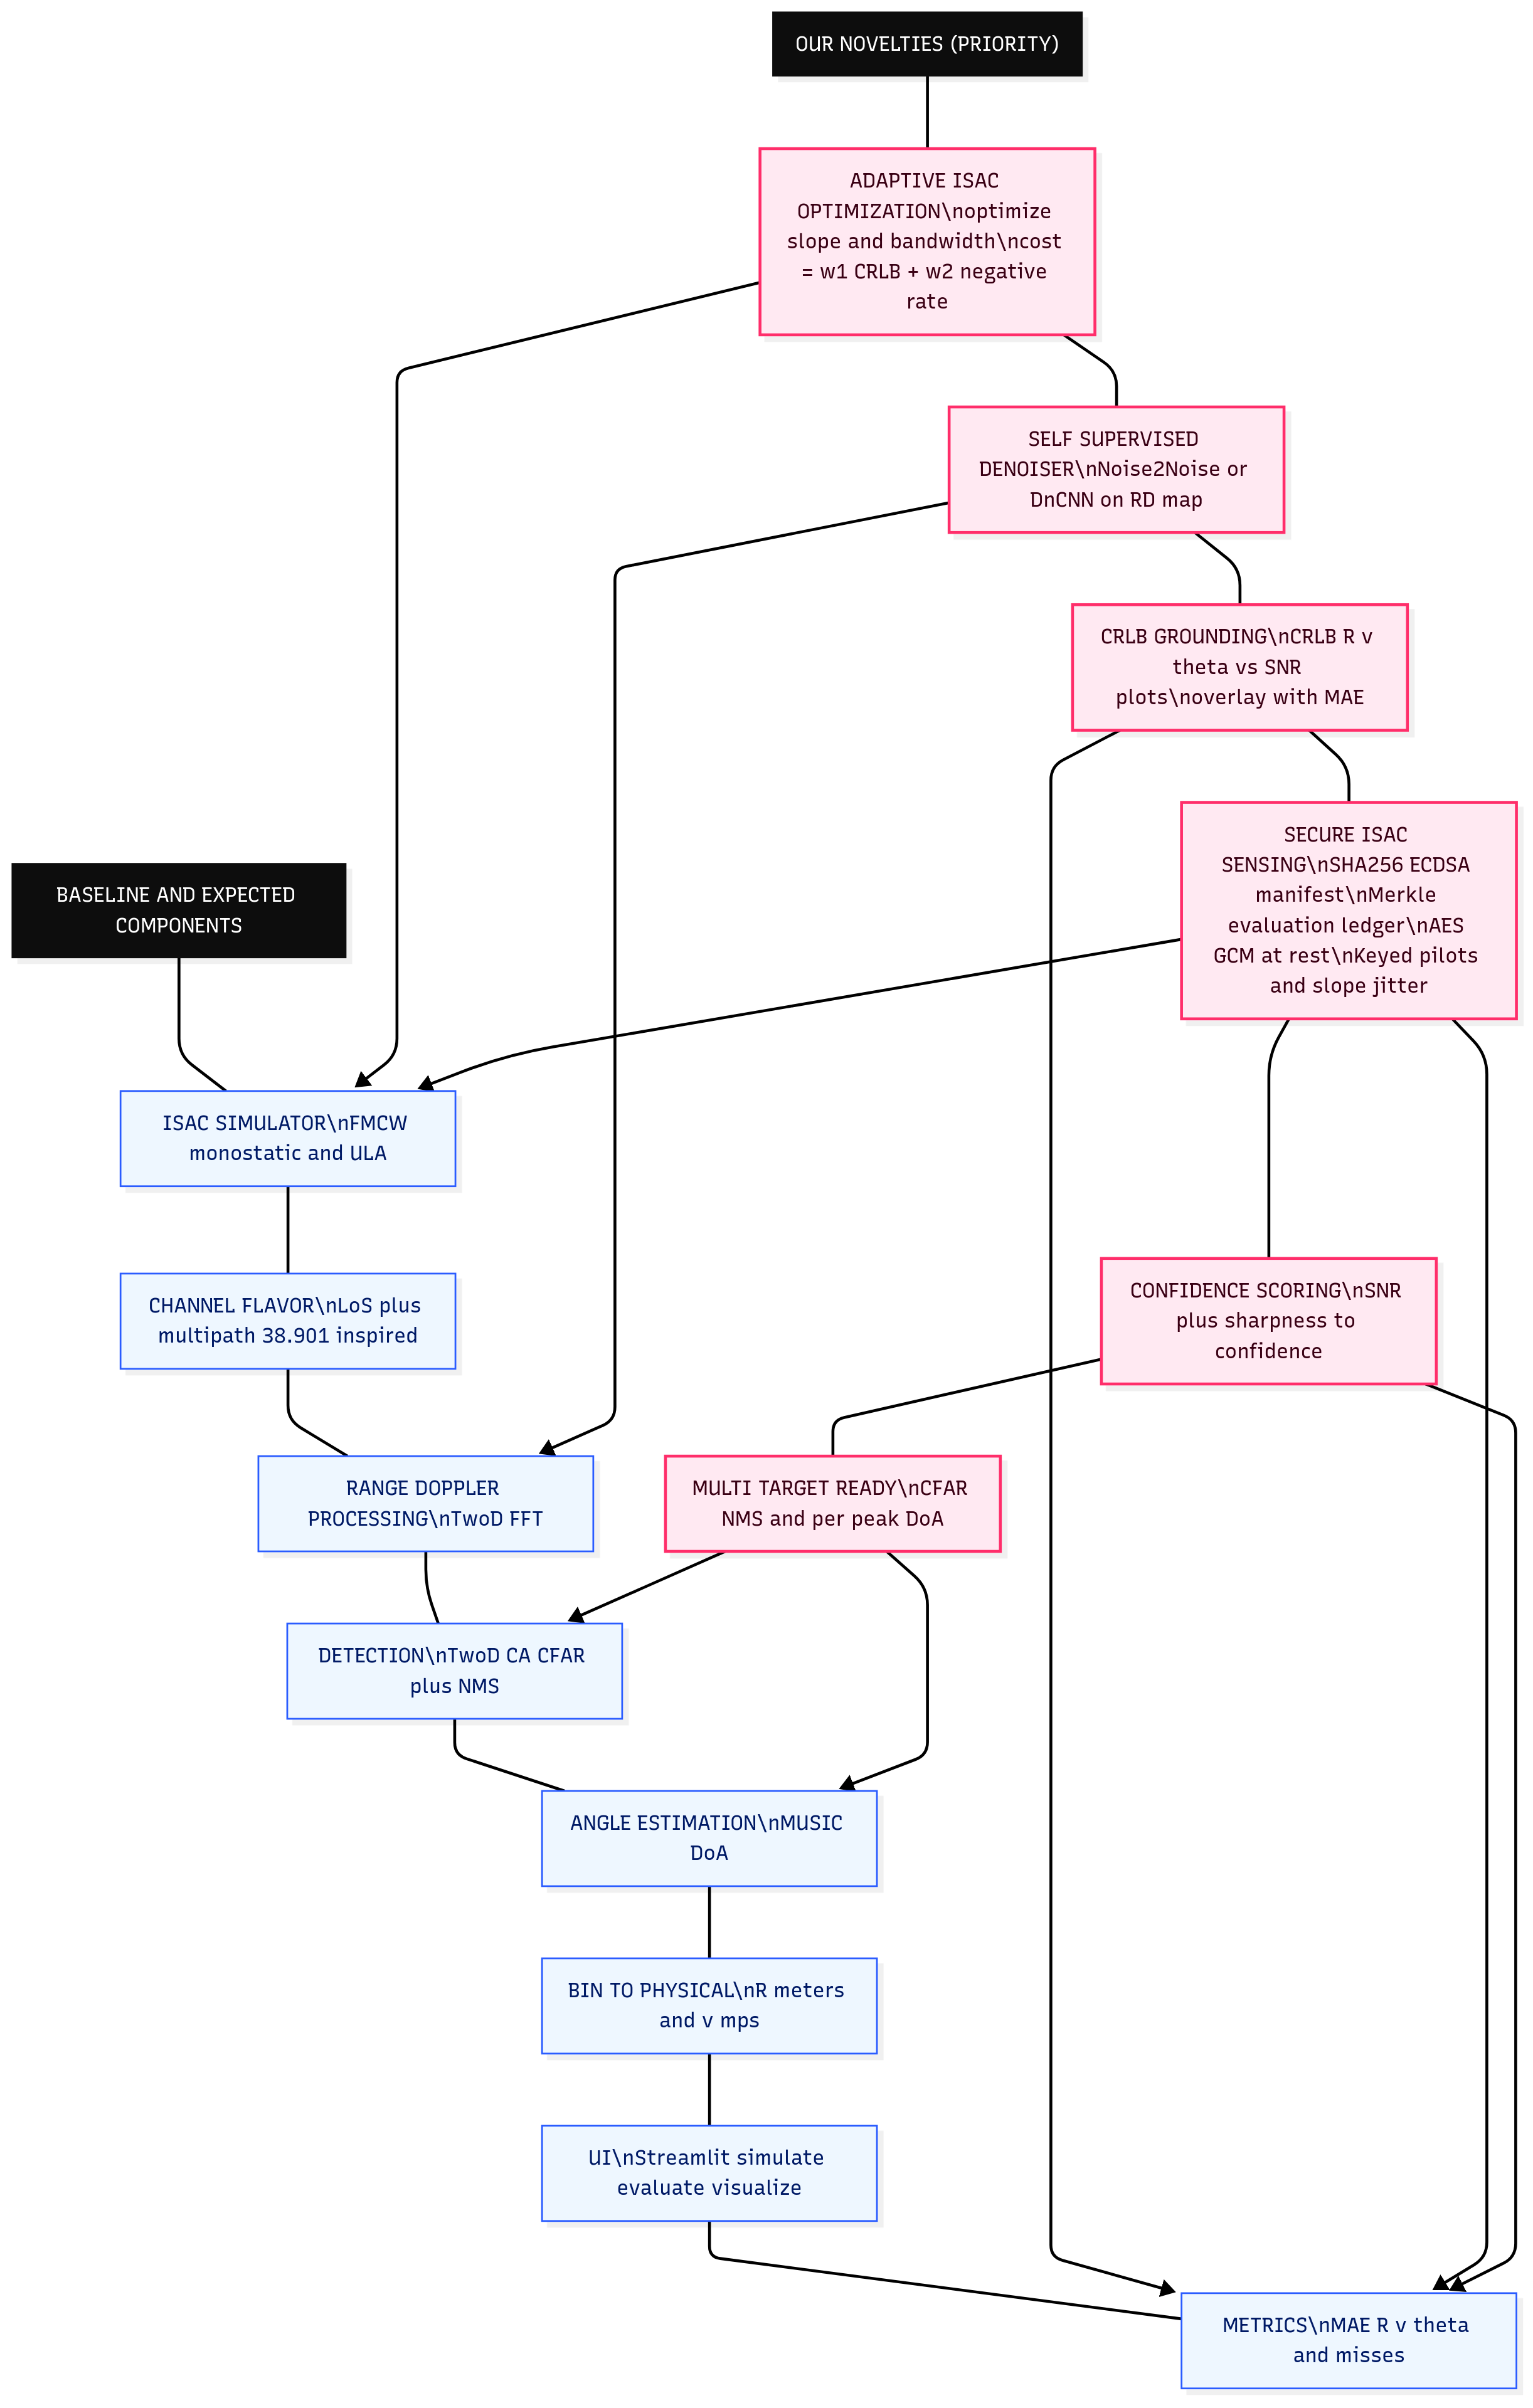 OUR NOVELTIES (PRIORITY)
ADAPTIVE ISAC
OPTIMIZATION\noptimize
slope and bandwidth\ncost
= w1 CRLB + w2 negative
rate
SELF SUPERVISED
DENOISER\nNoise2Noise or
DnCNN on RD map
CRLB GROUNDING\nCRLB R v
theta vs SNR
plots\noverlay with MAE
SECURE ISAC
SENSING\nSHA256 ECDSA
manifest\nMerkle
evaluation ledger\nAES
GCM at rest\nKeyed pilots
and slope jitter
BASELINE AND EXPECTED
COMPONENTS
ISAC SIMULATOR\nFMCW
monostatic and ULA
CHANNEL FLAVOR\nLoS plus
multipath 38.901 inspired
CONFIDENCE SCORING\nSNR
plus sharpness to
confidence
RANGE DOPPLER
PROCESSING\nTwoD FFT
MULTI TARGET READY\nCFAR
NMS and per peak DoA
DETECTION\nTwoD CA CFAR
plus NMS
ANGLE ESTIMATION\nMUSIC
DoA
BIN TO PHYSICAL\nR meters
and v mps
UI\nStreamlit simulate
evaluate visualize
METRICS\nMAE R v theta
and misses